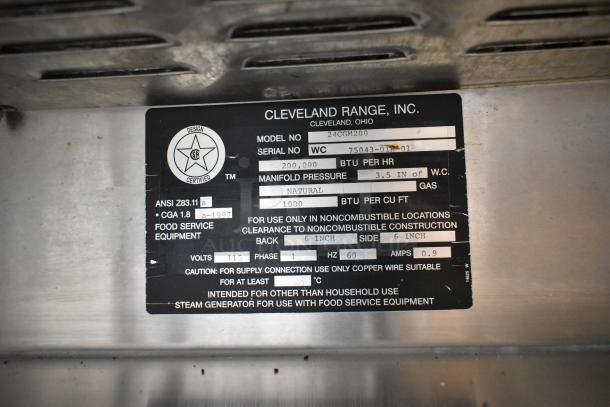 CLEVELAND RANGE, INC.
CLEVELAND, OHIO
MODEL NO 24CGM200
SERIAL NO WC 75043-01
200,000 BTU PER HR
MANIFOLD PRESSURE 3.5 IN of W.C.
NATURAL GAS
1000 BTU PER CU FT
DESIGN
CERTIFIED
TM
ANSI Z83.11 a
• CGA 1.8 a-1997
FOOD SERVICE
EQUIPMENT
FOR USE ONLY IN NONCOMBUSTIBLE LOCATIONS
CLEARANCE TO NONCOMBUSTIBLE CONSTRUCTION
BACK 6 INCH SIDE 6 INCH
VOLTS 115 PHASE 1 HZ 60 AMPS 0.9
CAUTION: FOR SUPPLY CONNECTION USE ONLY COPPER WIRE SUITABLE
FOR AT LEAST °C
INTENDED FOR OTHER THAN HOUSEHOLD USE
STEAM GENERATOR FOR USE WITH FOOD SERVICE EQUIPMENT